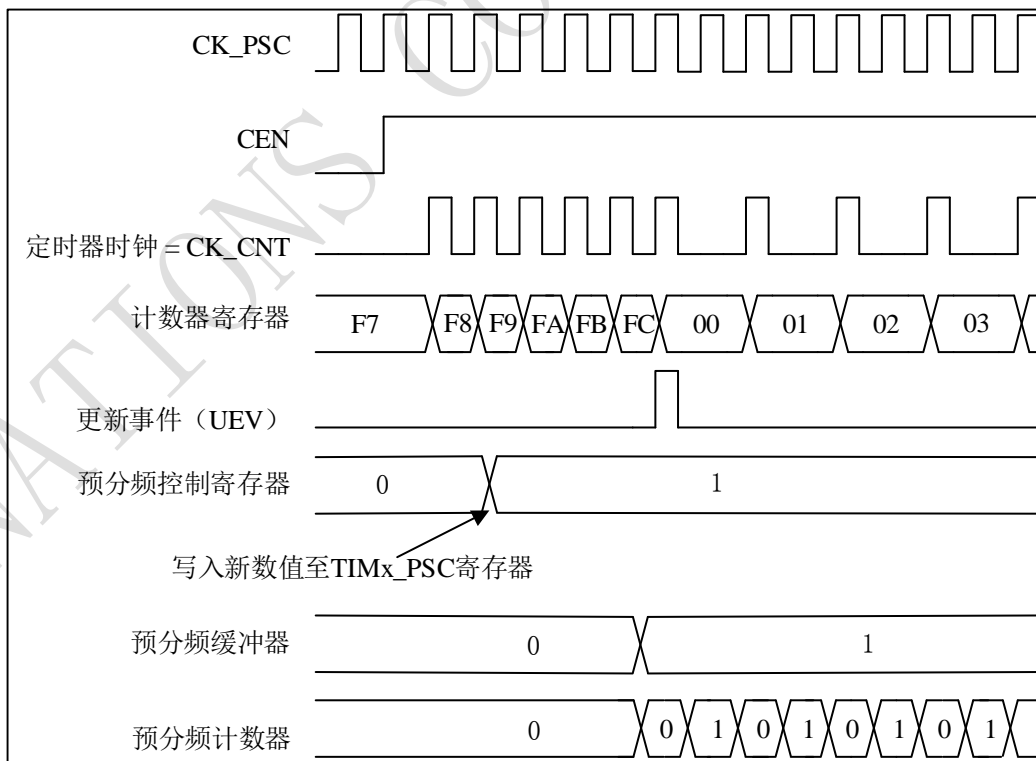 CK_PSC
CEN
定时器时钟 = CK_CNT
计数器寄存器 F7 F8 F9 FA FB FC 00 01 02 03
更新事件（UEV）
预分频控制寄存器 0 1
写入新数值至TIMx_PSC寄存器
预分频缓冲器 0 1
预分频计数器 0 0 1 0 1 0 1 0 1